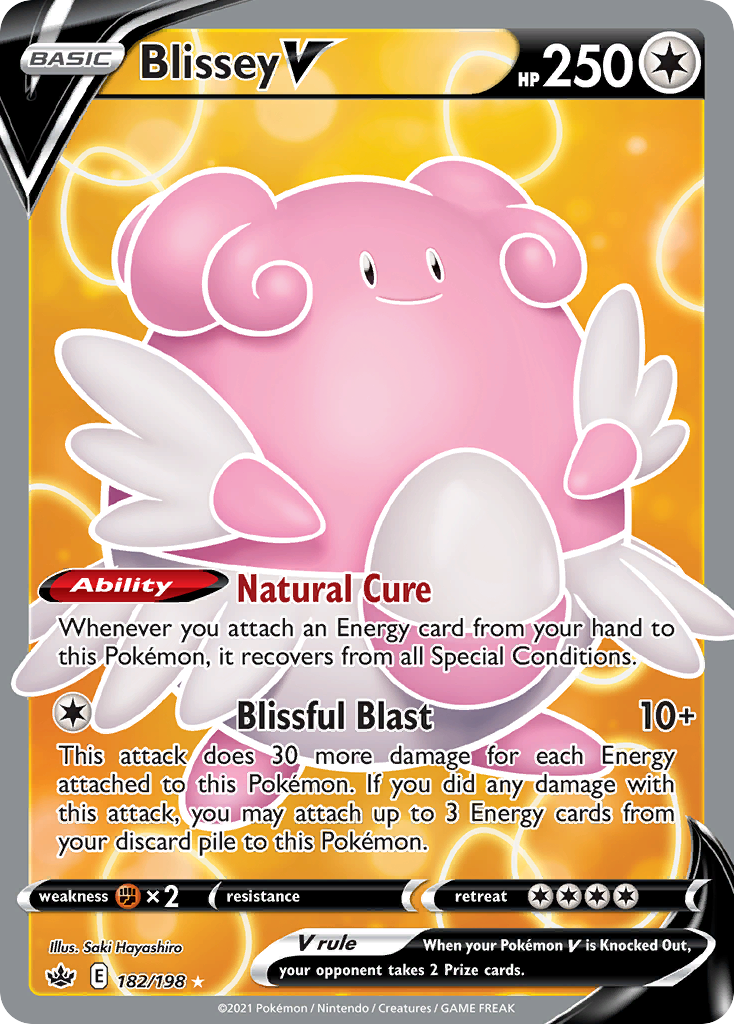 BASIC
Blissey V
HP 250
Ability Natural Cure
Whenever you attach an Energy card from your hand to
this Pokémon, it recovers from all Special Conditions.
Blissful Blast 10+
This attack does 30 more damage for each Energy
attached to this Pokémon. If you did any damage with
this attack, you may attach up to 3 Energy cards from
your discard pile to this Pokémon.
weakness ×2 resistance retreat
Illus. Saki Hayashiro
V rule When your Pokémon V is Knocked Out,
your opponent takes 2 Prize cards.
E 182/198 ★
©2021 Pokémon / Nintendo / Creatures / GAME FREAK